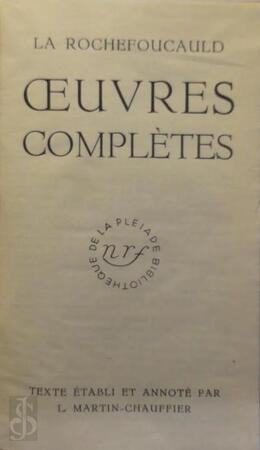 LA ROCHEFOUCAULD
ŒUVRES
COMPLÈTES
BIBLIOTHÈQUE DE LA PLÉIADE
nrf
TEXTE ÉTABLI ET ANNOTÉ PAR
L. MARTIN-CHAUFFIER